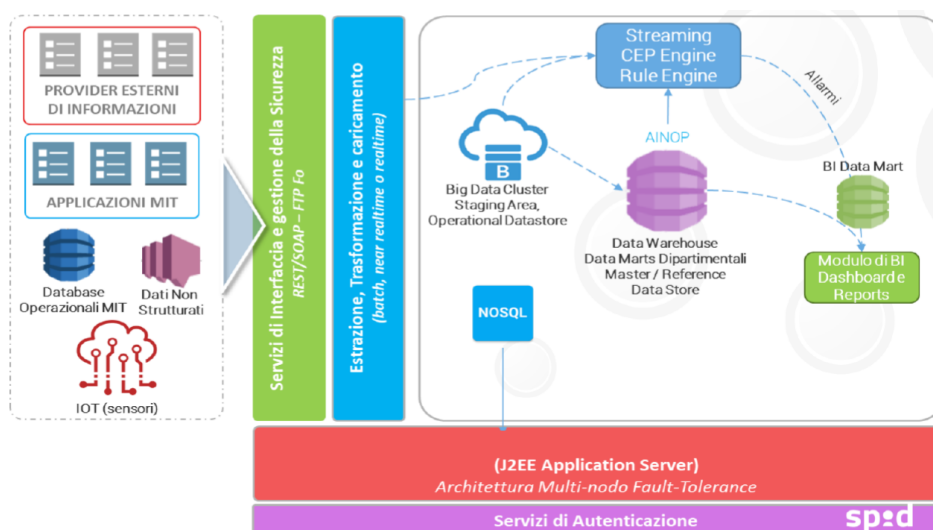 PROVIDER ESTERNI
DI INFORMAZIONI
APPLICAZIONI MIT
Database
Operazionali MIT
Dati Non
Strutturati
IOT (sensori)
Servizi di Interfaccia e gestione della Sicurezza
REST/SOAP – FTP Fo
Estrazione, Trasformazione e caricamento
(batch, near realtime o realtime)
Streaming
CEP Engine
Rule Engine
Allarmi
B
Big Data Cluster
Staging Area,
Operational Datastore
AINOP
Data Warehouse
Data Marts Dipartimentali
Master / Reference
Data Store
BI Data Mart
Modulo di BI
Dashboard e
Reports
NOSQL
(J2EE Application Server)
Architettura Multi-nodo Fault-Tolerance
Servizi di Autenticazione
spid